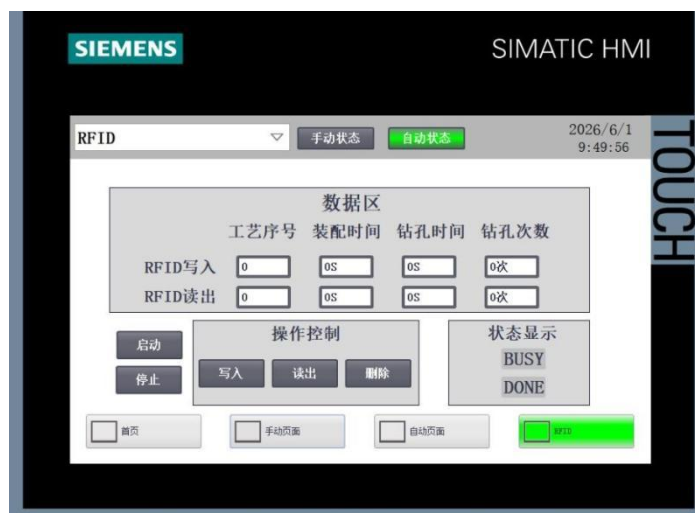 SIEMENS
SIMATIC HMI
TOUCH
RFID
手动状态
自动状态
2026/6/1
9:49:56
数据区
工艺序号 装配时间 钻孔时间 钻孔次数
RFID写入 0 0S 0S 0次
RFID读出 0 0S 0S 0次
启动
停止
操作控制
写入 读出 删除
状态显示
BUSY
DONE
首页 手动页面 自动页面 RFID